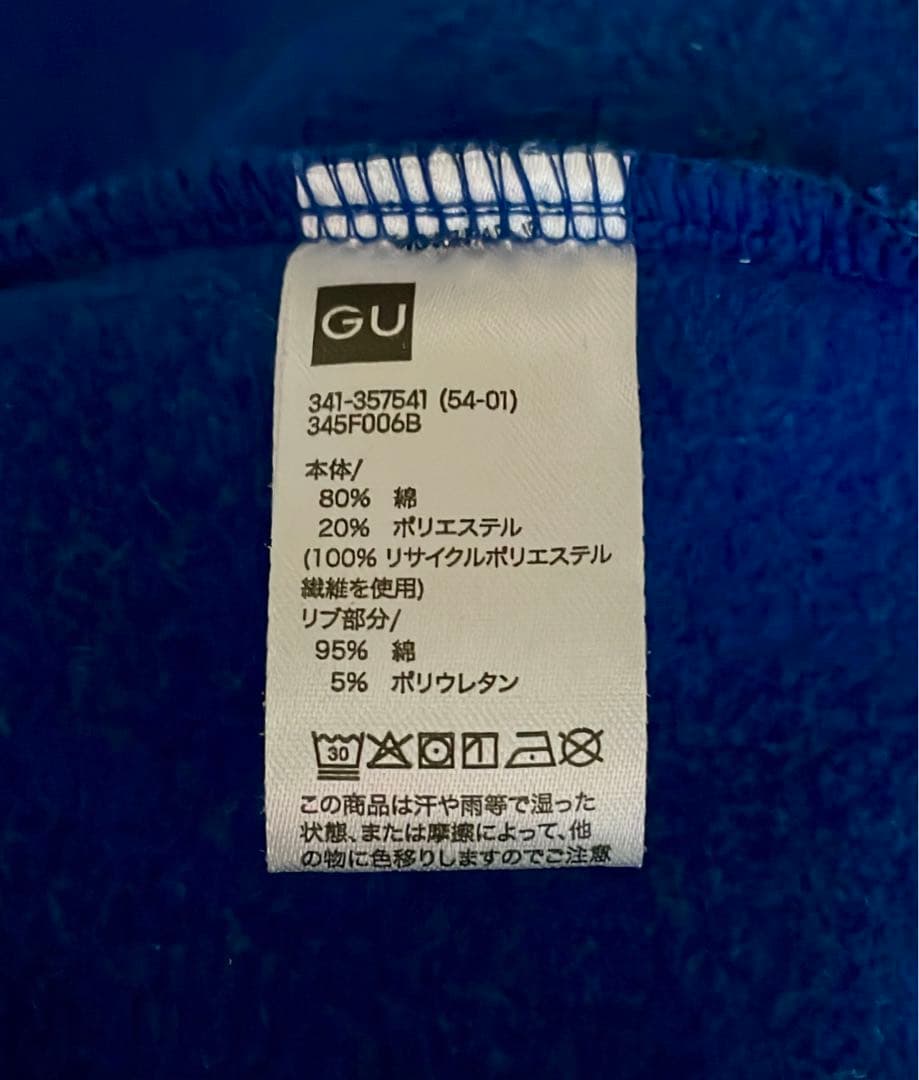 GU
341-357541 (54-01)
345F006B
本体/
80% 綿
20% ポリエステル
(100% リサイクルポリエステル
繊維を使用)
リブ部分/
95% 綿
5% ポリウレタン
30
この商品は汗や雨等で湿った
状態、または摩擦によって、他
の物に色移りしますのでご注意